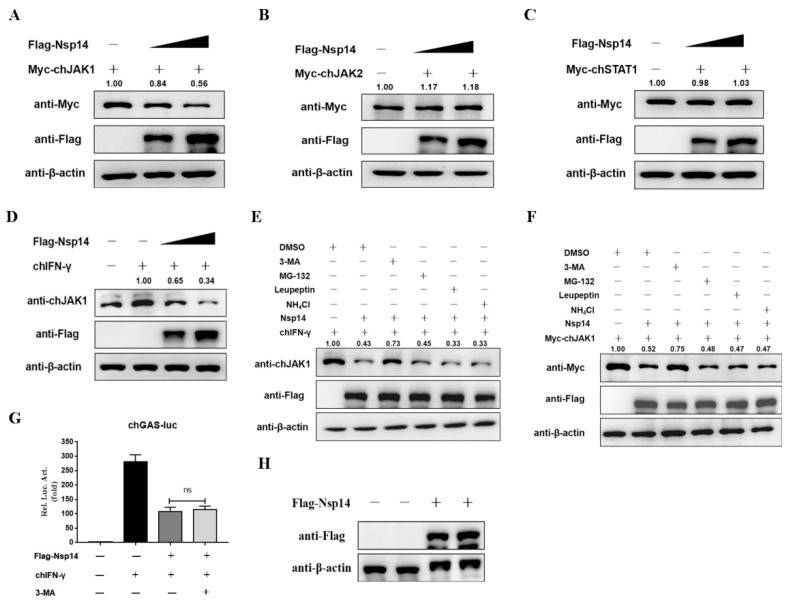 A
Flag-Nsp14 –
Myc-chJAK1 + + +
1.00 0.84 0.56
anti-Myc
anti-Flag
anti-β-actin
B
Flag-Nsp14 –
Myc-chJAK2 – + +
1.00 1.17 1.18
anti-Myc
anti-Flag
anti-β-actin
C
Flag-Nsp14 –
Myc-chSTAT1 – + +
1.00 0.98 1.03
anti-Myc
anti-Flag
anti-β-actin
D
Flag-Nsp14 – –
chIFN-γ – + + +
1.00 0.65 0.34
anti-chJAK1
anti-Flag
anti-β-actin
E
DMSO + + – – – –
3-MA – – + – – –
MG-132 – – – + – –
Leupeptin – – – – + –
NH₄Cl – – – – – +
Nsp14 – + + + + +
chIFN-γ + + + + + +
1.00 0.43 0.73 0.45 0.33 0.33
anti-chJAK1
anti-Flag
anti-β-actin
F
DMSO + + – – – –
3-MA – – + – – –
MG-132 – – – + – –
Leupeptin – – – – + –
NH₄Cl – – – – – +
Nsp14 – + + + + +
Myc-chJAK1 + + + + + +
1.00 0.52 0.75 0.48 0.47 0.47
anti-Myc
anti-Flag
anti-β-actin
G
chGAS-luc
Rel. Luc. Act.
(fold)
350
300
250
200
150
100
50
0
ns
Flag-Nsp14 – – + +
chIFN-γ – + + +
3-MA – – – +
H
Flag-Nsp14 – – + +
anti-Flag
anti-β-actin